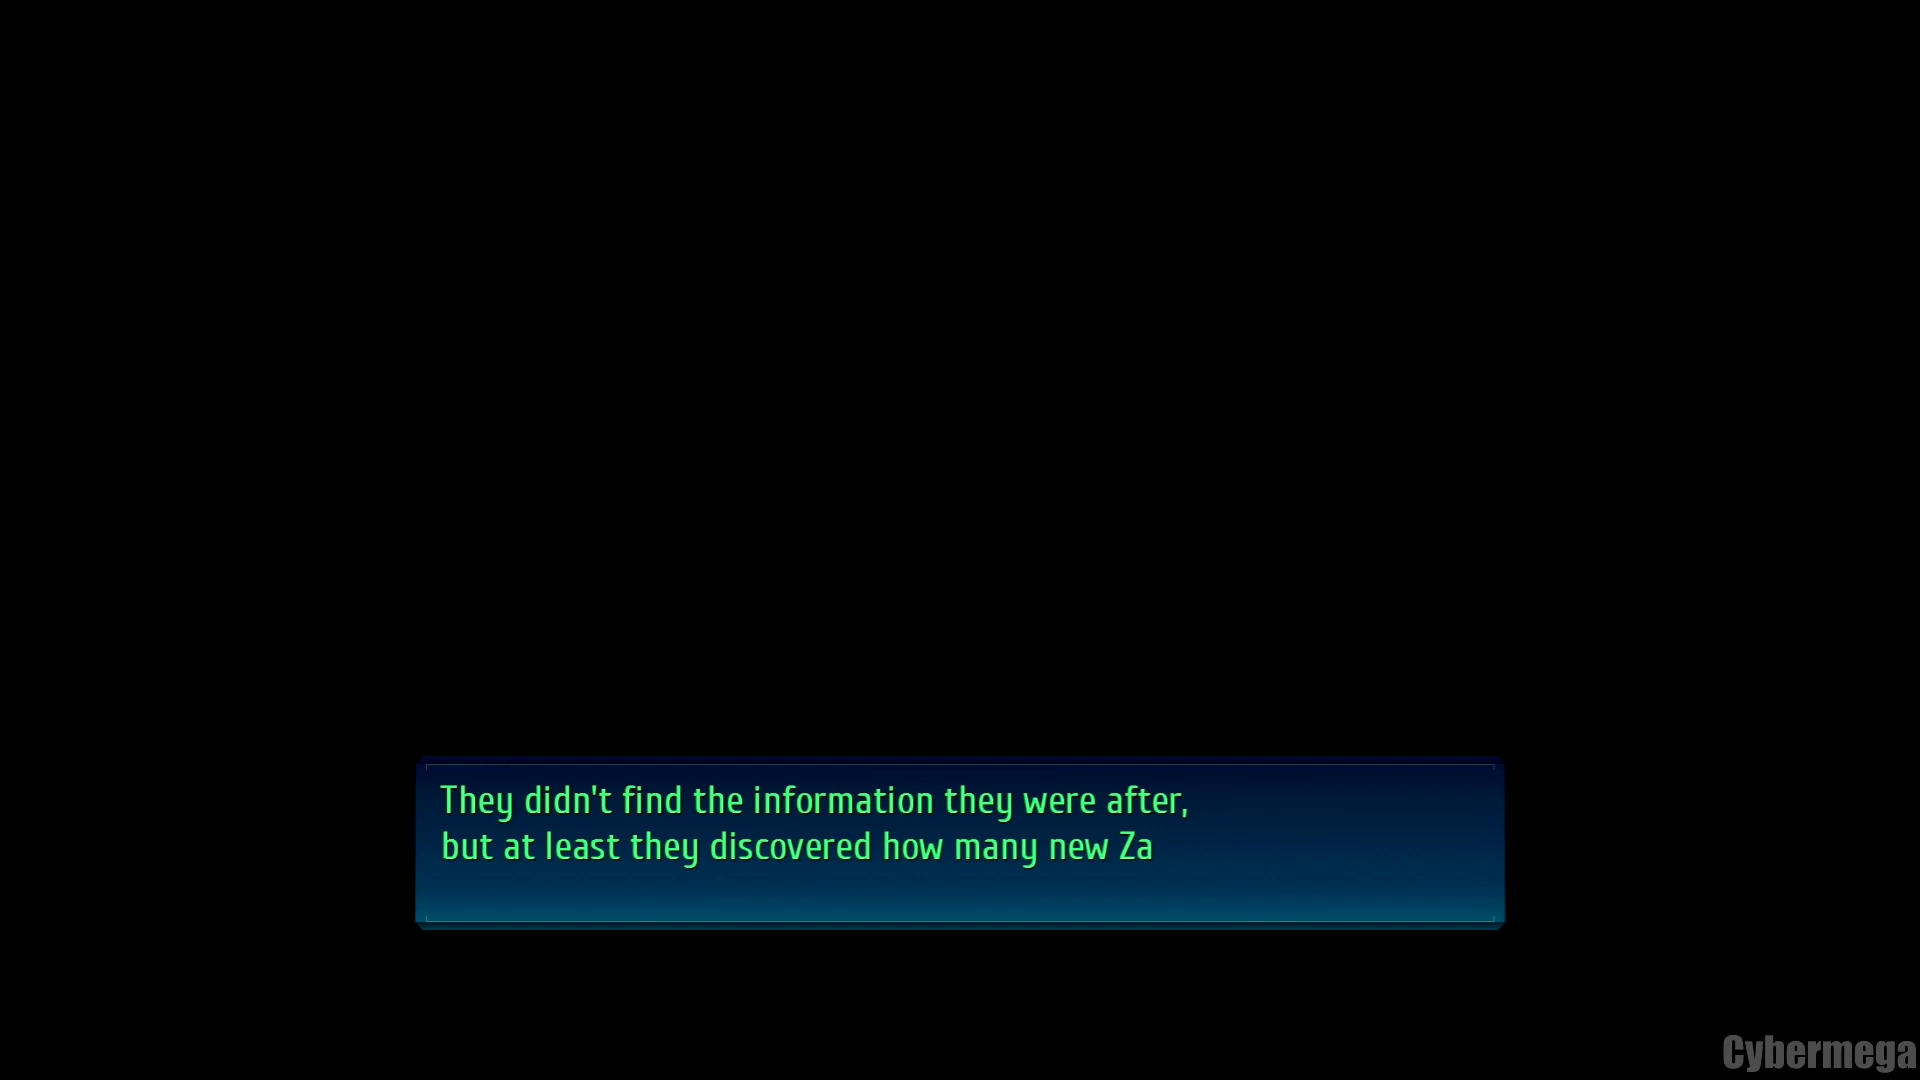 They didn't find the information they were after,
but at least they discovered how many new Za
Cybermega